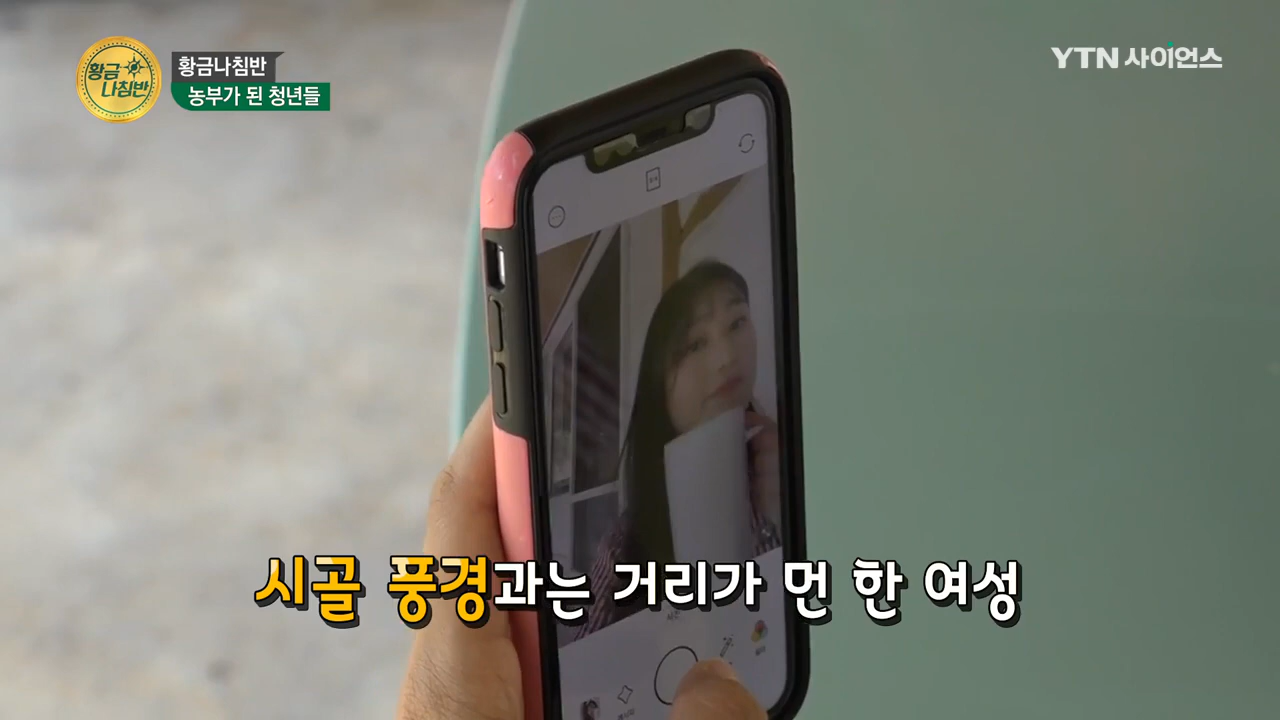 황금
나침반
황금나침반
농부가 된 청년들
YTN 사이언스
시골 풍경과는 거리가 먼 한 여성